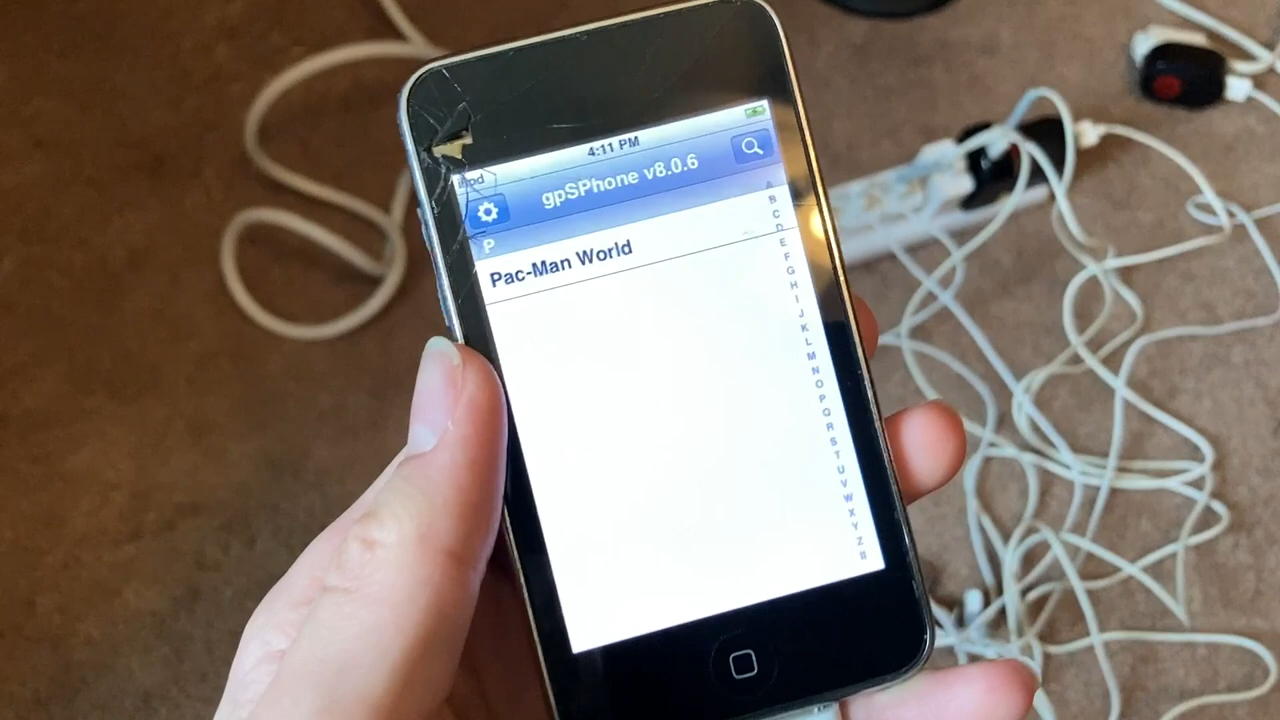 iPod
4:11 PM
gpSPhone v8.0.6
P
Pac-Man World
A
B
C
D
E
F
G
H
I
J
K
L
M
N
O
P
Q
R
S
T
U
V
W
X
Y
Z
#